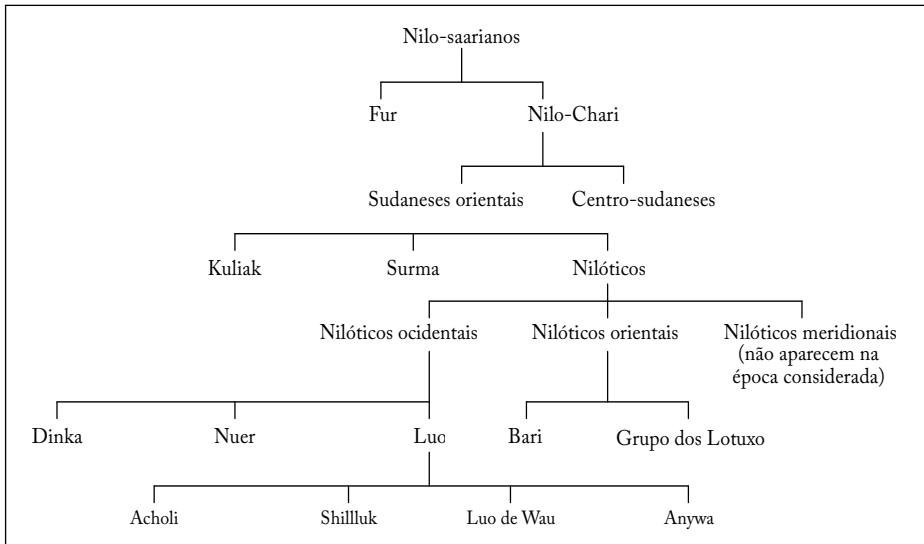 Nilo-saarianos
Fur
Nilo-Chari
Sudaneses orientais
Centro-sudaneses
Kuliak
Surma
Nilóticos
Nilóticos ocidentais
Nilóticos orientais
Nilóticos meridionais
(não aparecem na
época considerada)
Dinka
Nuer
Luo
Bari
Grupo dos Lotuxo
Acholi
Shillluk
Luo de Wau
Anywa